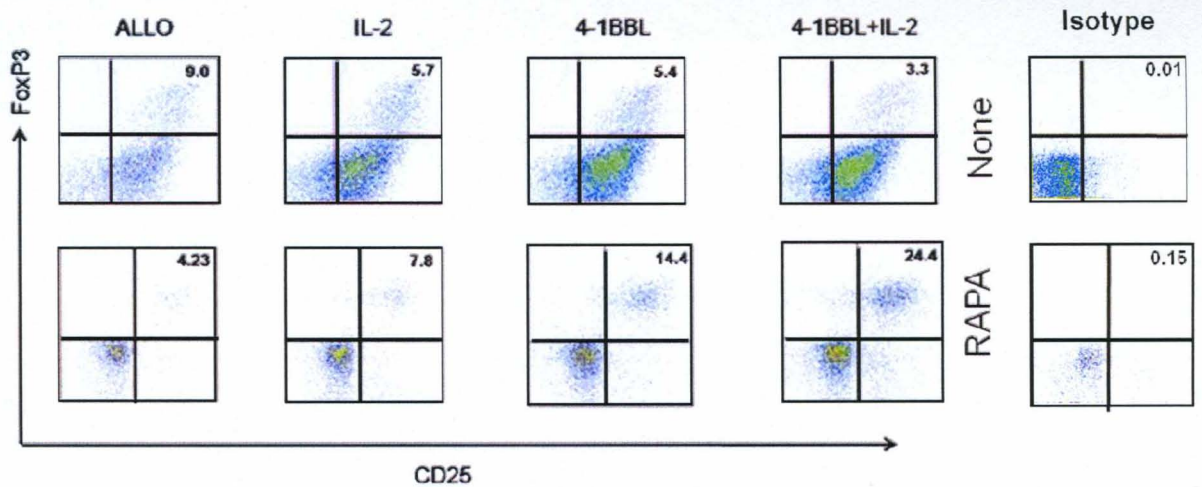 ALLO IL-2 4-1BBL 4-1BBL+IL-2 Isotype
FoxP3
9.0 5.7 5.4 3.3 0.01
None
4.23 7.8 14.4 24.4 0.15
RAPA
CD25